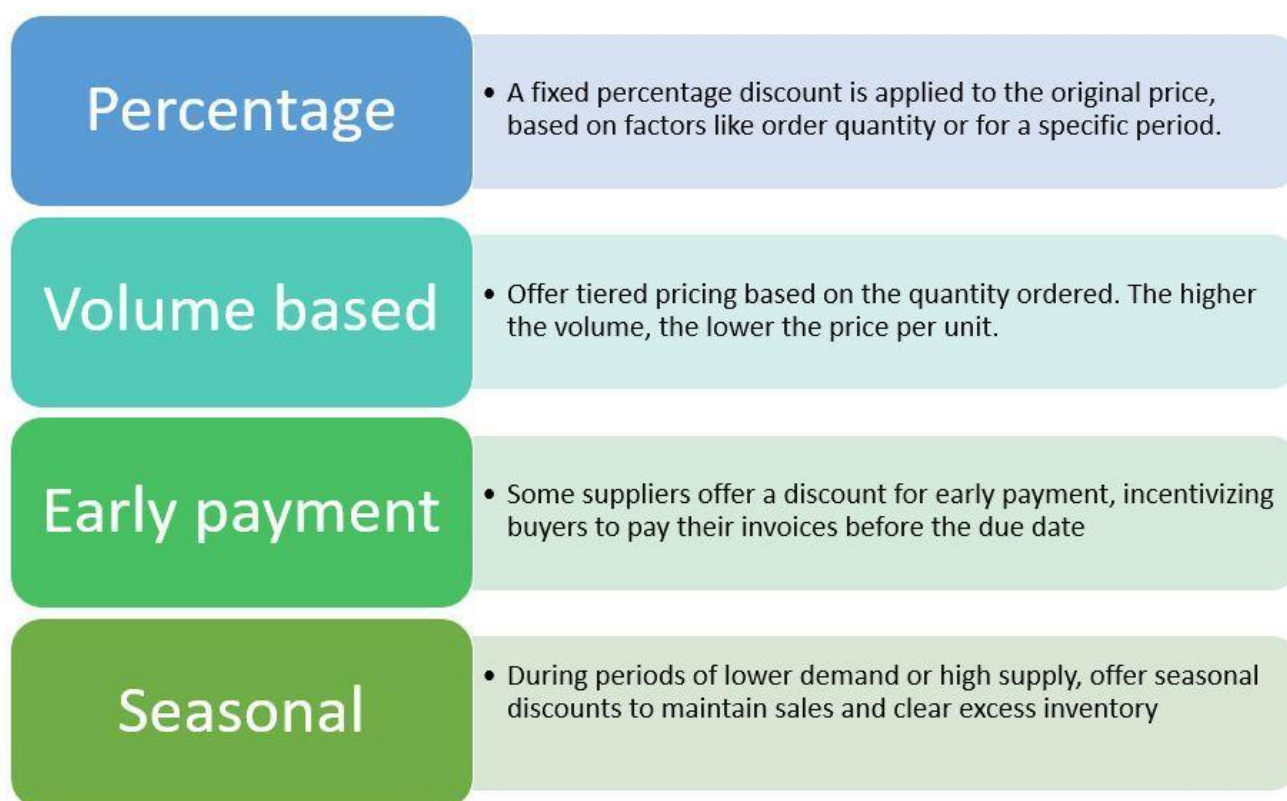 Percentage
• A fixed percentage discount is applied to the original price,
based on factors like order quantity or for a specific period.
Volume based
• Offer tiered pricing based on the quantity ordered. The higher
the volume, the lower the price per unit.
Early payment
• Some suppliers offer a discount for early payment, incentivizing
buyers to pay their invoices before the due date
Seasonal
• During periods of lower demand or high supply, offer seasonal
discounts to maintain sales and clear excess inventory